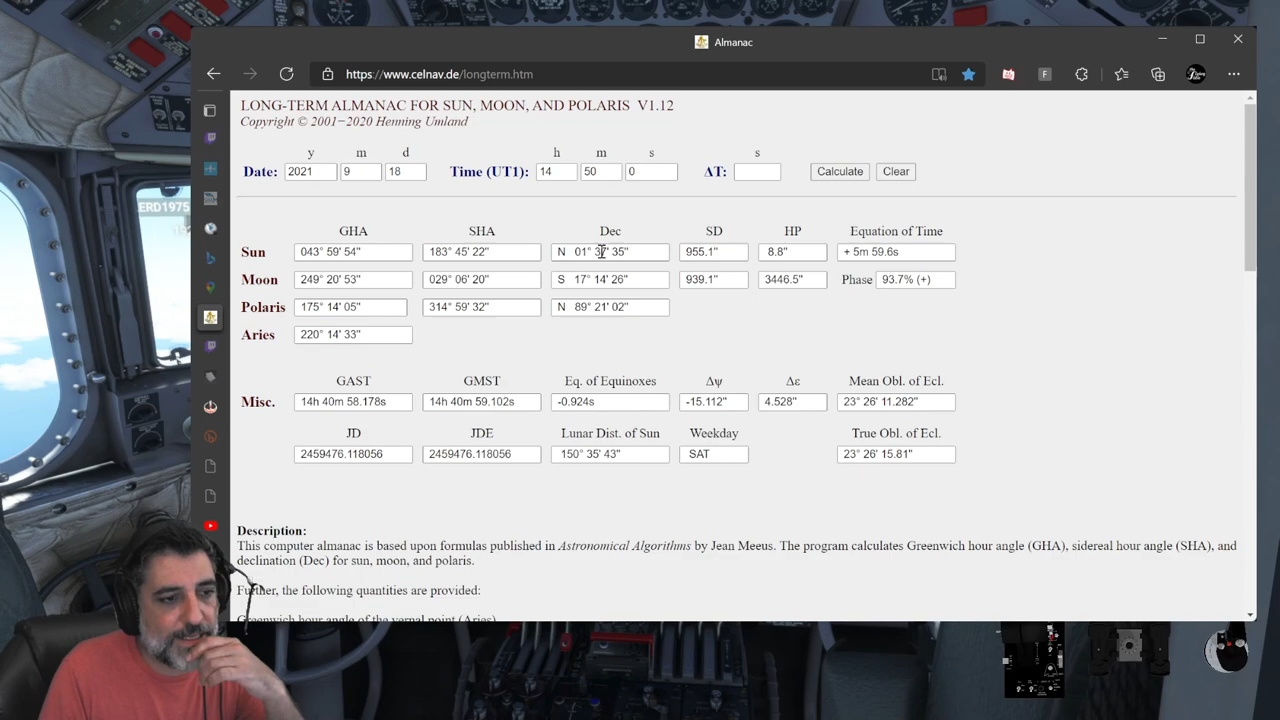 Almanac
https://www.celnav.de/longterm.htm
F
LONG-TERM ALMANAC FOR SUN, MOON, AND POLARIS V1.12
Copyright © 2001−2020 Henning Umland
y m d h m s s
Date: 2021 9 18 Time (UT1): 14 50 0 ΔT: Calculate Clear
GHA SHA Dec SD HP Equation of Time
Sun 043° 59' 54" 183° 45' 22" N 01° 37' 35" 955.1" 8.8" + 5m 59.6s
Moon 249° 20' 53" 029° 06' 20" S 17° 14' 26" 939.1" 3446.5" Phase 93.7% (+)
Polaris 175° 14' 05" 314° 59' 32" N 89° 21' 02"
Aries 220° 14' 33"
GAST GMST Eq. of Equinoxes Δψ Δε Mean Obl. of Ecl.
Misc. 14h 40m 58.178s 14h 40m 59.102s -0.924s -15.112" 4.528" 23° 26' 11.282"
JD JDE Lunar Dist. of Sun Weekday True Obl. of Ecl.
2459476.118056 2459476.118056 150° 35' 43" SAT 23° 26' 15.81"
Description:
This computer almanac is based upon formulas published in Astronomical Algorithms by Jean Meeus. The program calculates Greenwich hour angle (GHA), sidereal hour angle (SHA), and
declination (Dec) for sun, moon, and polaris.
Further, the following quantities are provided:
Greenwich hour angle of the vernal point (Aries)
ERD1975